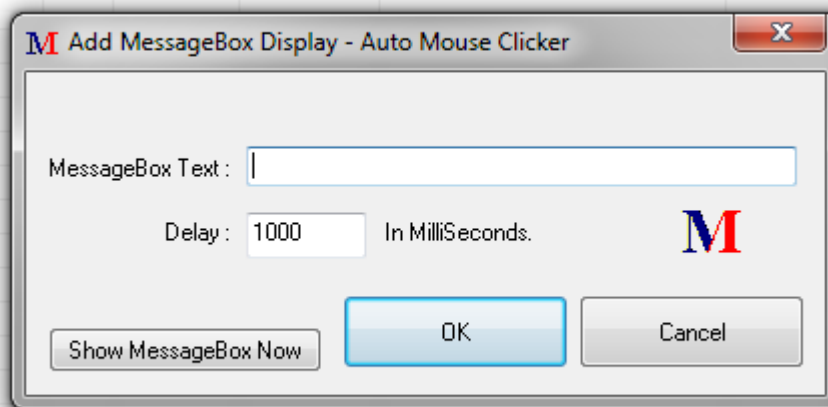 M Add MessageBox Display - Auto Mouse Clicker
MessageBox Text :
Delay : 1000 In MilliSeconds.
M
Show MessageBox Now OK Cancel